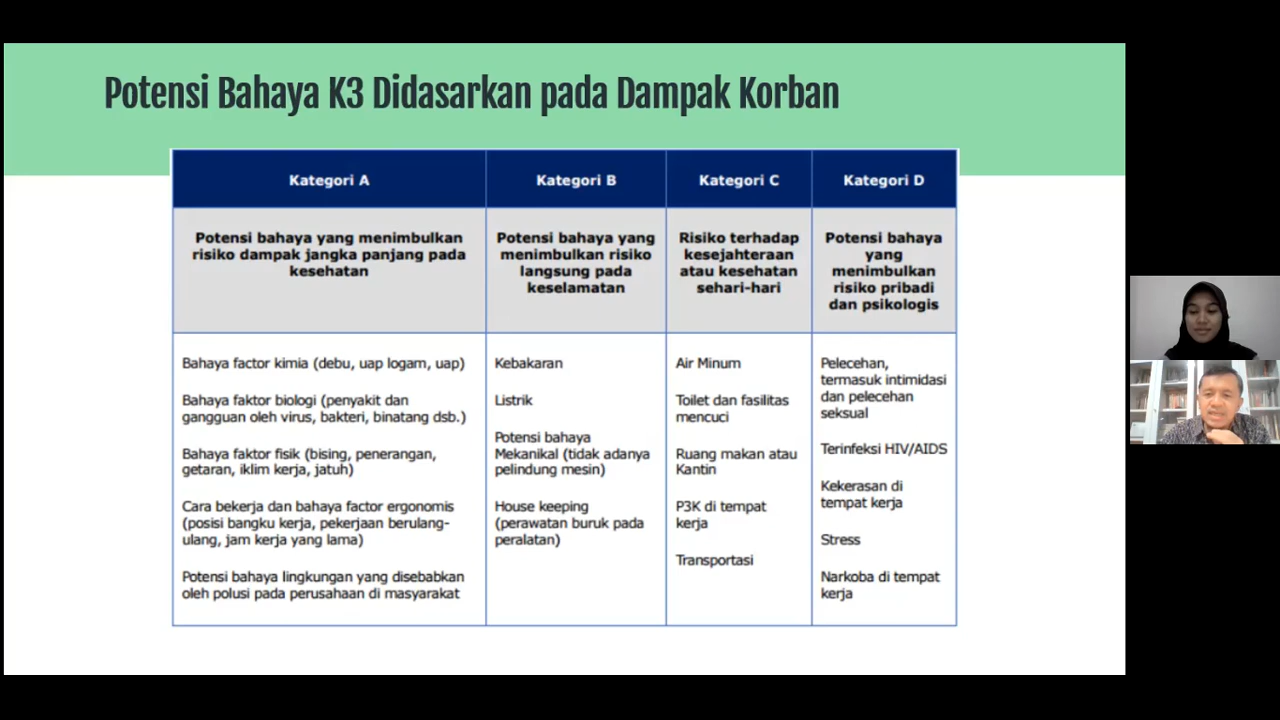 Potensi Bahaya K3 Didasarkan pada Dampak Korban
Kategori A
Kategori B
Kategori C
Kategori D
Potensi bahaya yang menimbulkan
risiko dampak jangka panjang pada
kesehatan
Potensi bahaya yang
menimbulkan risiko
langsung pada
keselamatan
Risiko terhadap
kesejahteraan
atau kesehatan
sehari-hari
Potensi bahaya
yang
menimbulkan
risiko pribadi
dan psikologis
Bahaya factor kimia (debu, uap logam, uap)
Bahaya faktor biologi (penyakit dan
gangguan oleh virus, bakteri, binatang dsb.)
Bahaya faktor fisik (bising, penerangan,
getaran, iklim kerja, jatuh)
Cara bekerja dan bahaya factor ergonomis
(posisi bangku kerja, pekerjaan berulang-
ulang, jam kerja yang lama)
Potensi bahaya lingkungan yang disebabkan
oleh polusi pada perusahaan di masyarakat
Kebakaran
Listrik
Potensi bahaya
Mekanikal (tidak adanya
pelindung mesin)
House keeping
(perawatan buruk pada
peralatan)
Air Minum
Toilet dan fasilitas
mencuci
Ruang makan atau
Kantin
P3K di tempat
kerja
Transportasi
Pelecehan,
termasuk intimidasi
dan pelecehan
seksual
Terinfeksi HIV/AIDS
Kekerasan di
tempat kerja
Stress
Narkoba di tempat
kerja